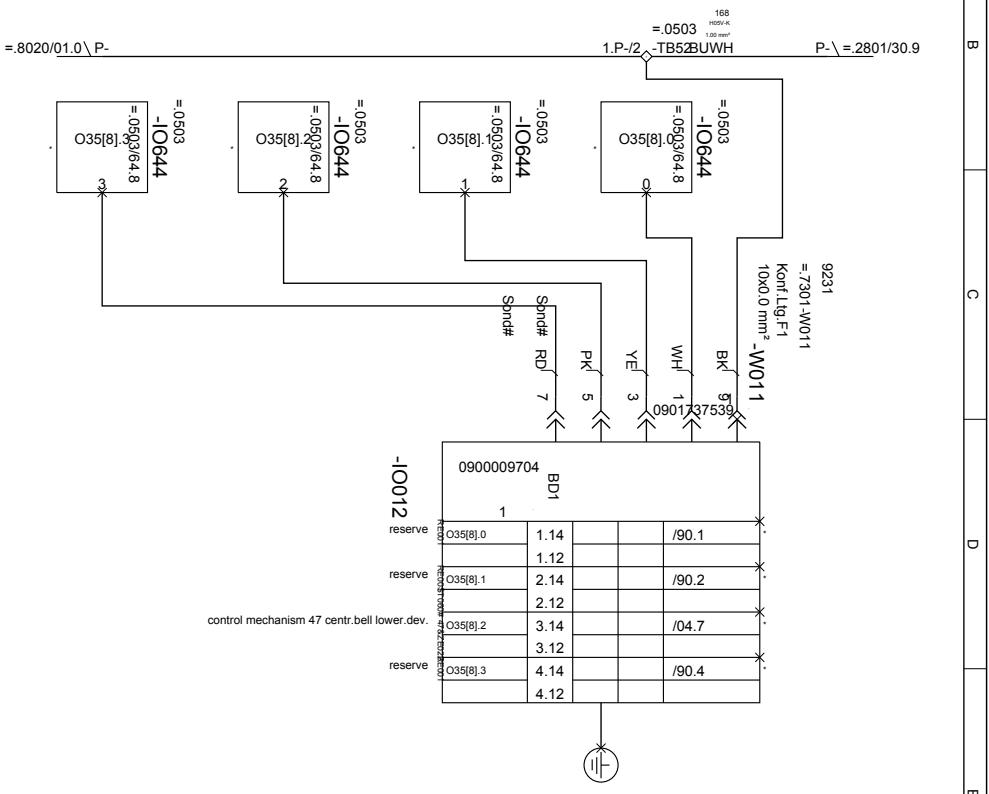 168
H05V-K
1.00 mm²
=.0503
=.8020/01.0 \ P-
1.P-/2
-TB52
BUWH
P- \ =.2801/30.9
B
=.0503
-IO644
=.0503/64.8
O35[8].3
3
=.0503
-IO644
=.0503/64.8
O35[8].2
2
=.0503
-IO644
=.0503/64.8
O35[8].1
1
=.0503
-IO644
=.0503/64.8
O35[8].0
0
9231
=.7301-W011
Konf.Ltg.F1
10x0.0 mm²
-W011
C
Sond#
Sond#
RD
PK
YE
WH
BK
7
5
3
1
9
0901737539
-IO012
0900009704
BD1
1
reserve
O35[8].0
1.14
/90.1
1.12
reserve
O35[8].1
2.14
/90.2
2.12
control mechanism 47 centr.bell lower.dev.
O35[8].2
3.14
/04.7
3.12
reserve
O35[8].3
4.14
/90.4
4.12
D